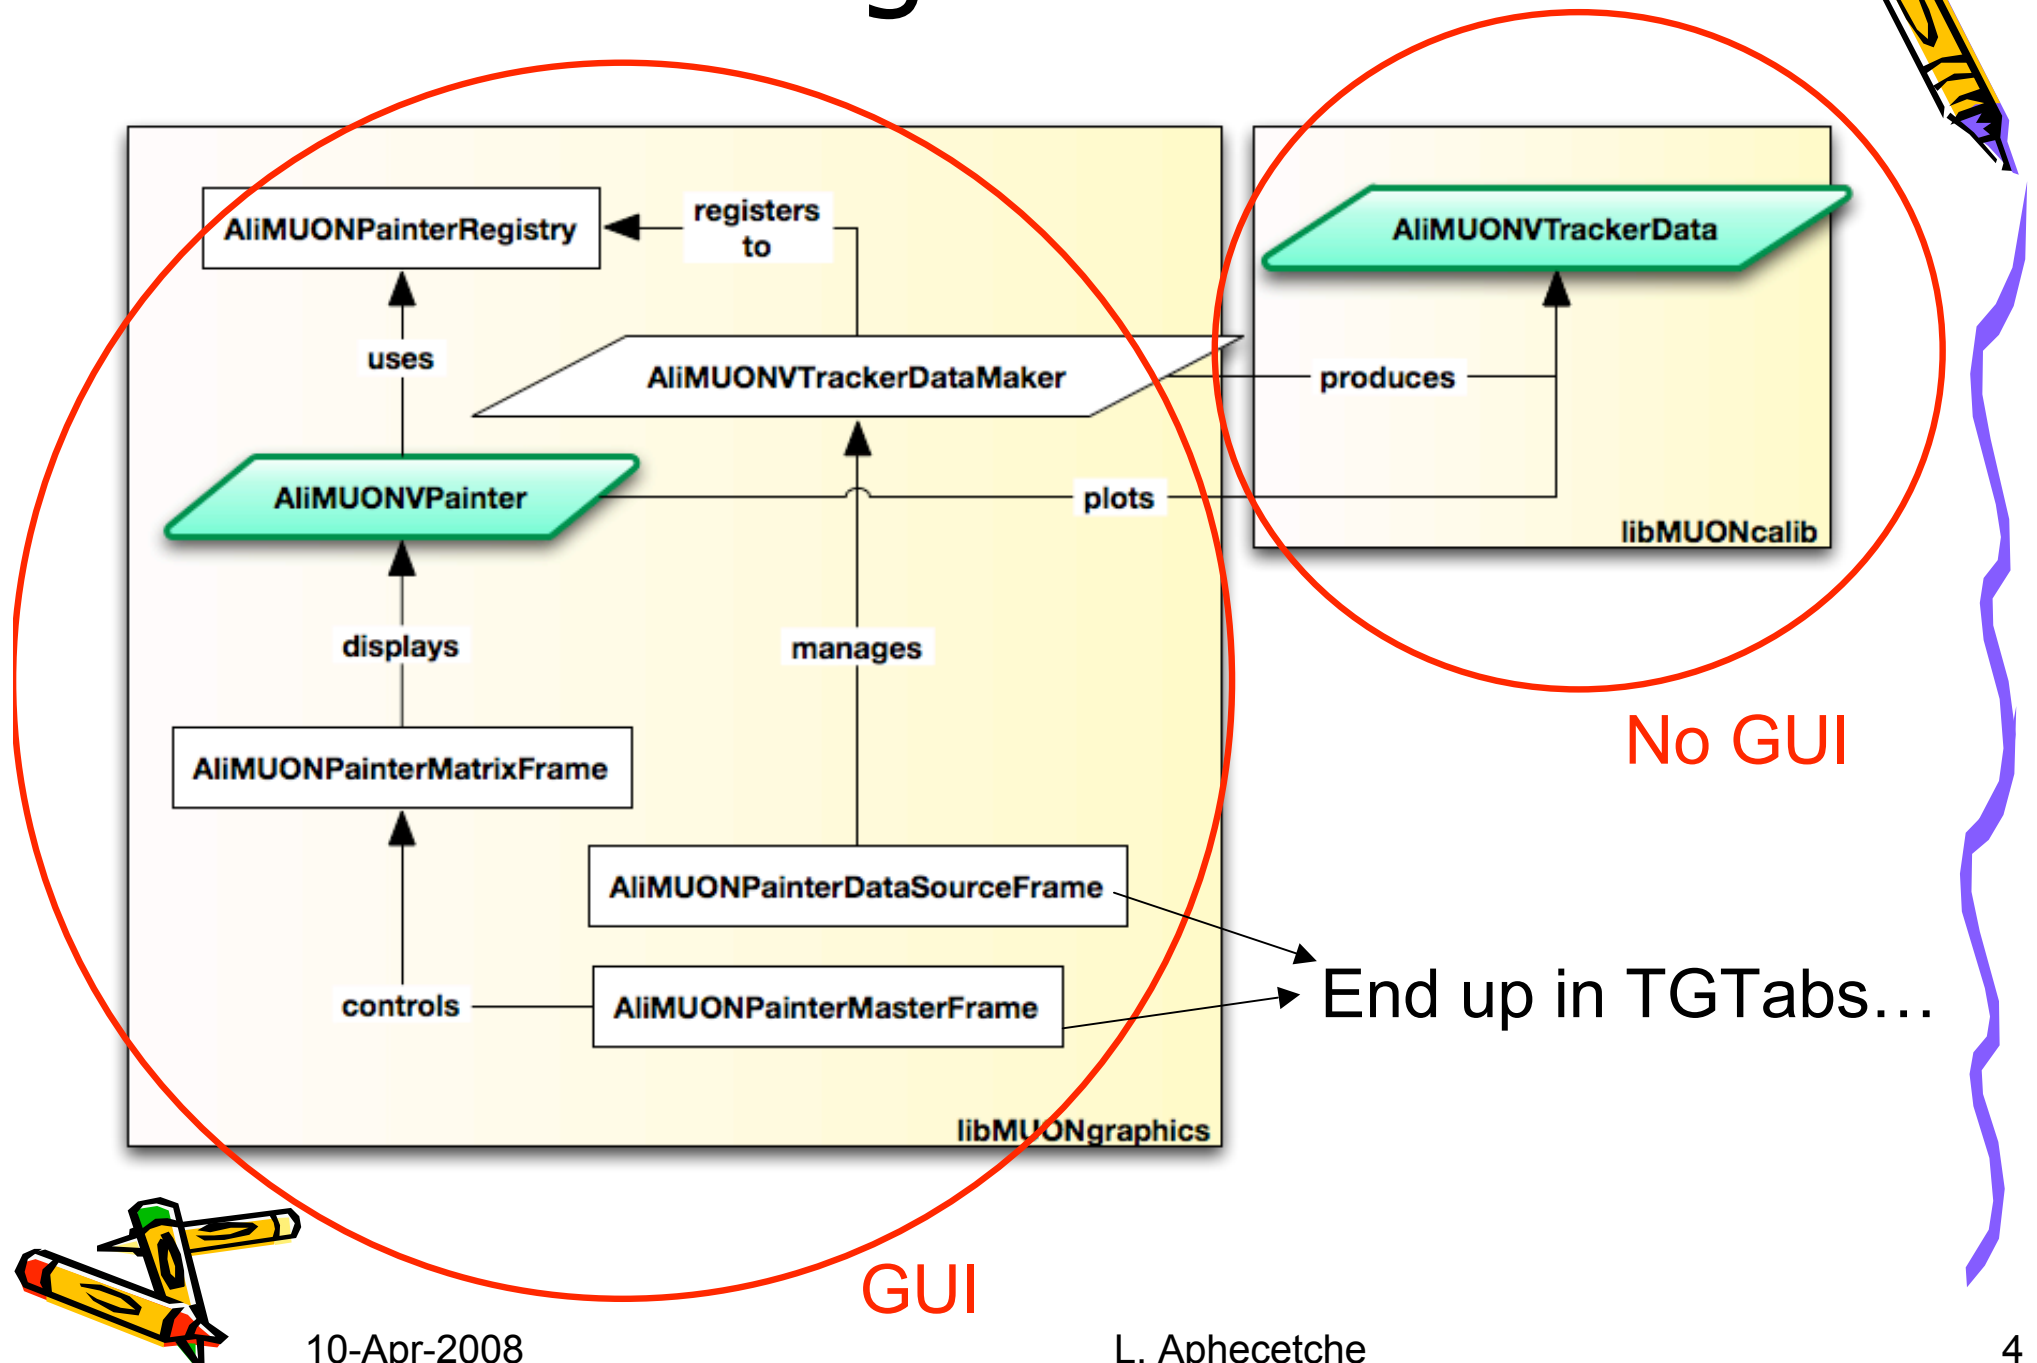 AliMUONPainterRegistry
registers
to
AliMUONVTrackerData
uses
AliMUONVTrackerDataMaker
produces
AliMUONVPainter
plots
libMUONcalib
displays
manages
No GUI
AliMUONPainterMatrixFrame
AliMUONPainterDataSourceFrame
End up in TGTabs…
controls
AliMUONPainterMasterFrame
libMUONgraphics
GUI
10-Apr-2008
L. Aphecetche
4